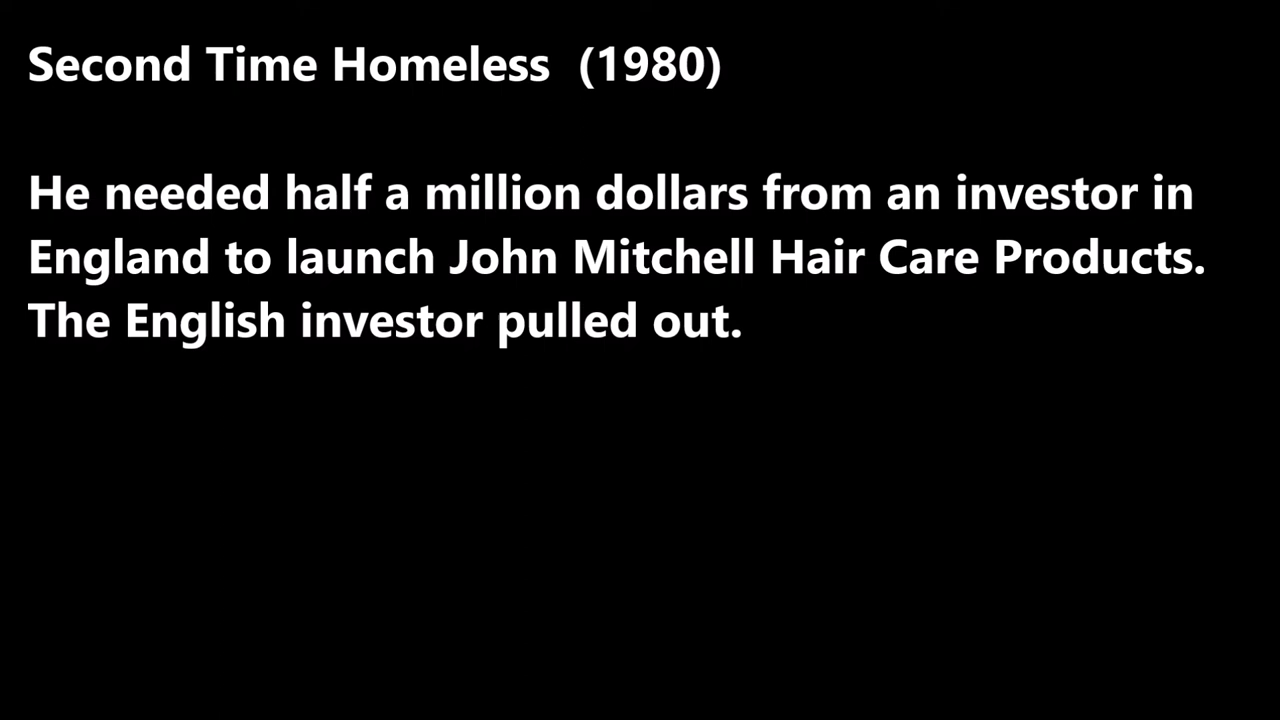 Second Time Homeless  (1980)
He needed half a million dollars from an investor in
England to launch John Mitchell Hair Care Products.
The English investor pulled out.